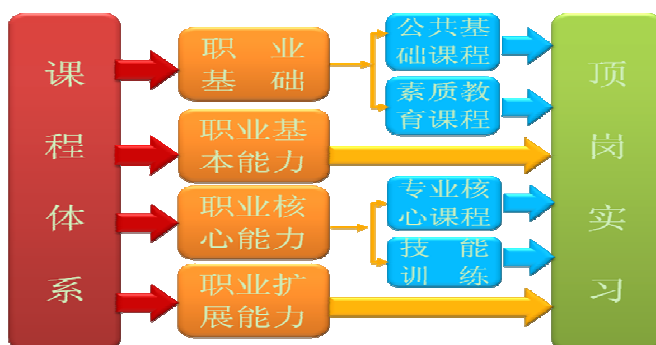 课
程
体
系
职 业
基 础
公共基
础课程
素质教
育课程
职业基
本能力
职业核
心能力
专业核
心课程
技 能
训 练
职业扩
展能力
顶
岗
实
习